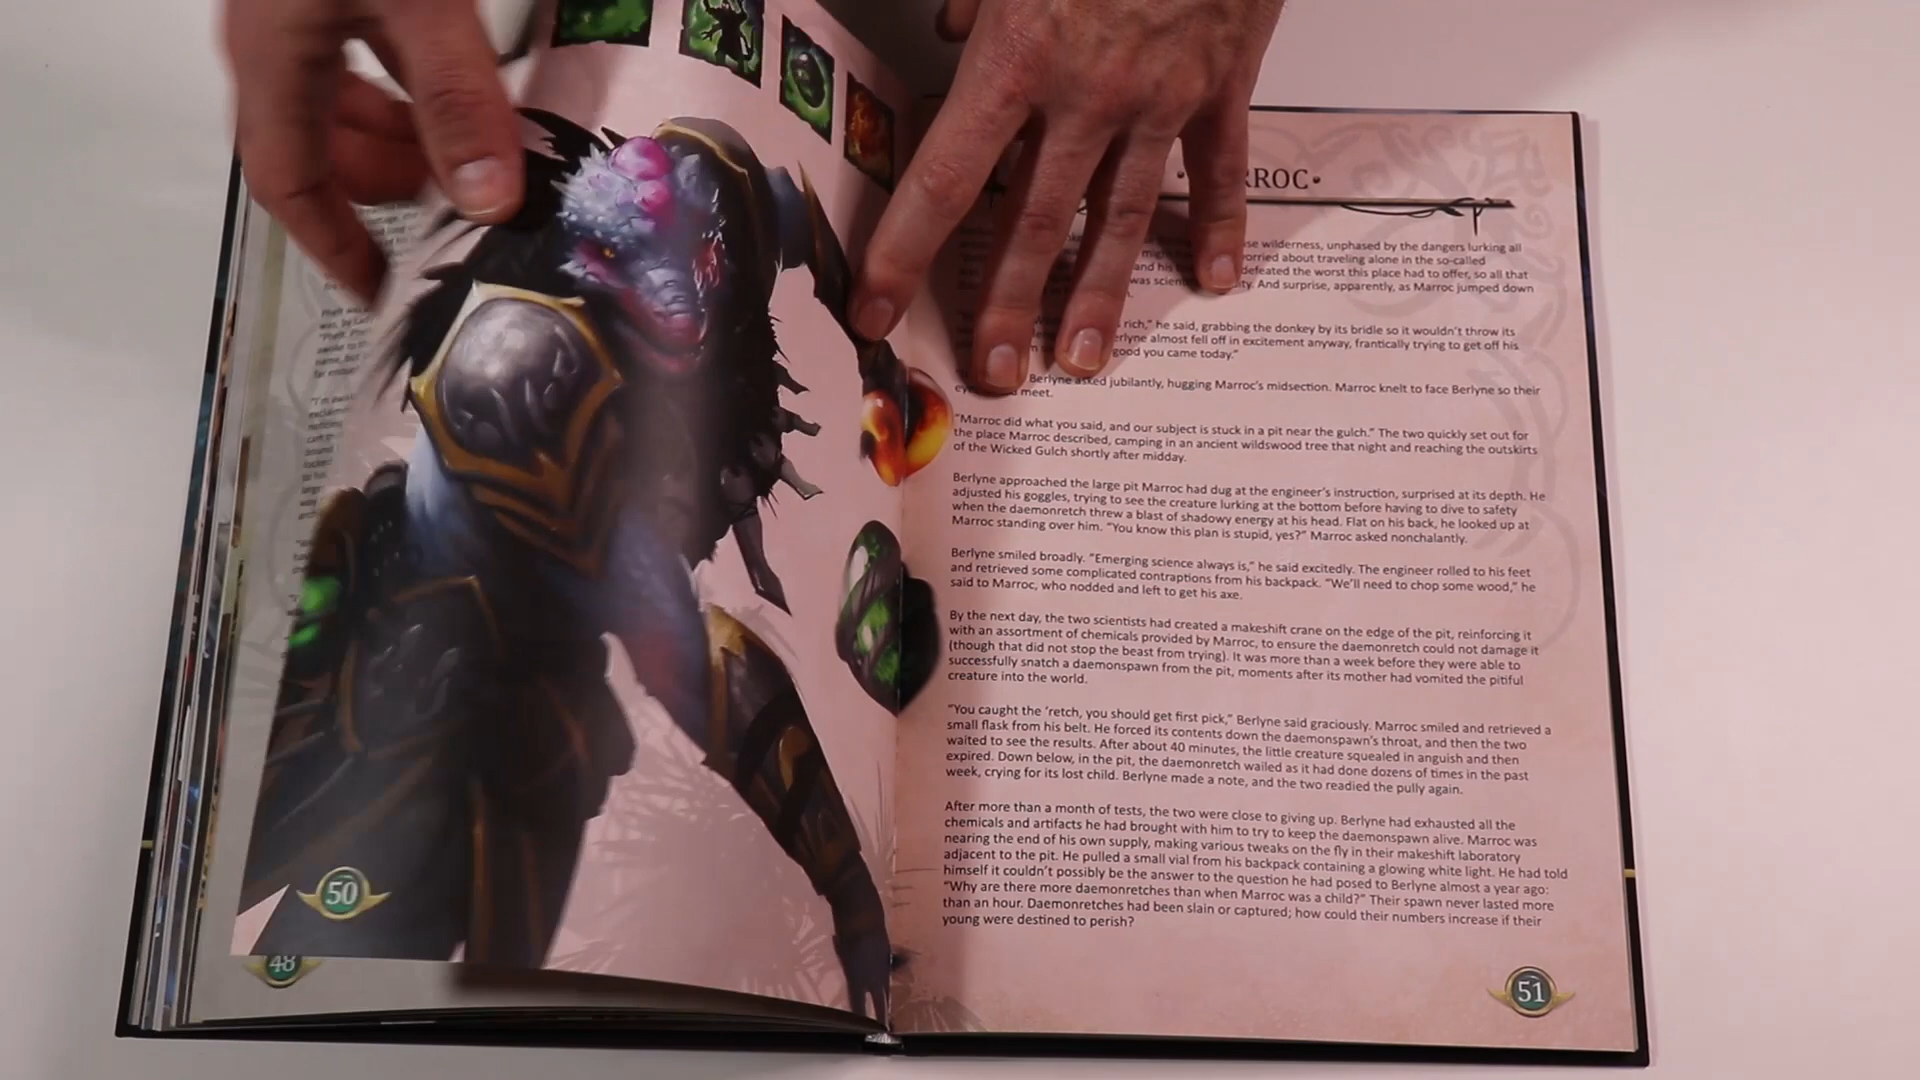 50
48
RROC•
se wilderness, unphased by the dangers lurking all
worried about traveling alone in the so-called
and his defeated the worst this place had to offer, so all that
was And surprise, apparently, as Marroc jumped down
rich,” he said, grabbing the donkey by its bridle so it wouldn’t throw its
almost fell off in excitement anyway, frantically trying to get off his
good you came today.”
Berlyne asked jubilantly, hugging Marroc’s midsection. Marroc knelt to face Berlyne so their
meet.
“Marroc did what you said, and our subject is stuck in a pit near the gulch.” The two quickly set out for
the place Marroc described, camping in an ancient wildswood tree that night and reaching the outskirts
of the Wicked Gulch shortly after midday.
Berlyne approached the large pit Marroc had dug at the engineer’s instruction, surprised at its depth. He
adjusted his goggles, trying to see the creature lurking at the bottom before having to dive to safety
when the daemonretch threw a blast of shadowy energy at his head. Flat on his back, he looked up at
Marroc standing over him. “You know this plan is stupid, yes?” Marroc asked nonchalantly.
Berlyne smiled broadly. “Emerging science always is,” he said excitedly. The engineer rolled to his feet
and retrieved some complicated contraptions from his backpack. “We’ll need to chop some wood,” he
said to Marroc, who nodded and left to get his axe.
By the next day, the two scientists had created a makeshift crane on the edge of the pit, reinforcing it
with an assortment of chemicals provided by Marroc, to ensure the daemonretch could not damage it
(though that did not stop the beast from trying). It was more than a week before they were able to
successfully snatch a daemonspawn from the pit, moments after its mother had vomited the pitiful
creature into the world.
“You caught the ’retch, you should get first pick,” Berlyne said graciously. Marroc smiled and retrieved a
small flask from his belt. He forced its contents down the daemonspawn’s throat, and then the two
waited to see the results. After about 40 minutes, the little creature squealed in anguish and then
expired. Down below, in the pit, the daemonretch wailed as it had done dozens of times in the past
week, crying for its lost child. Berlyne made a note, and the two readied the pully again.
After more than a month of tests, the two were close to giving up. Berlyne had exhausted all the
chemicals and artifacts he had brought with him to try to keep the daemonspawn alive. Marroc was
nearing the end of his own supply, making various tweaks on the fly in their makeshift laboratory
adjacent to the pit. He pulled a small vial from his backpack containing a glowing white light. He had told
himself it couldn’t possibly be the answer to the question he had posed to Berlyne almost a year ago:
“Why are there more daemonretches than when Marroc was a child?” Their spawn never lasted more
than an hour. Daemonretches had been slain or captured; how could their numbers increase if their
young were destined to perish?
51